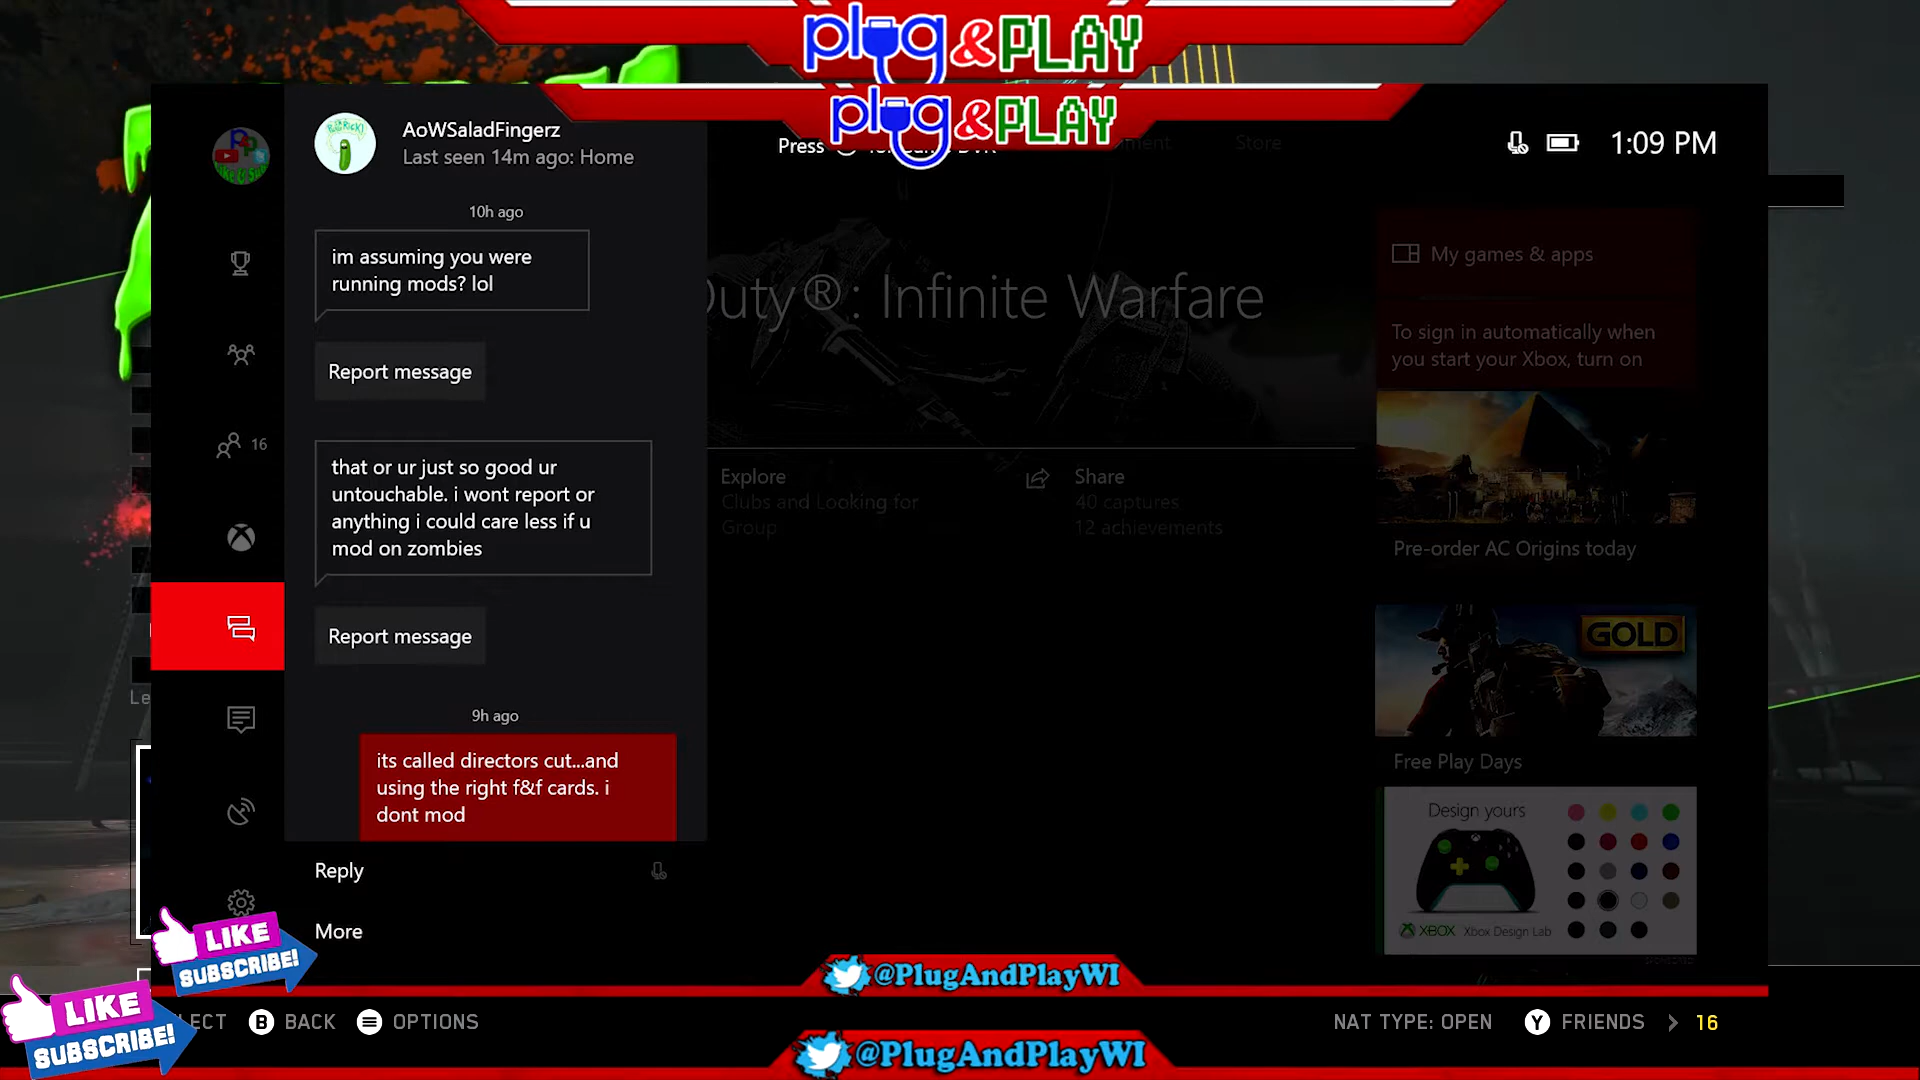 plug&PLAY
plug&PLAY
AoWSaladFingerz
Last seen 14m ago: Home
Press
Store
1:09 PM
10h ago
im assuming you were
running mods? lol
Report message
that or ur just so good ur
untouchable. i wont report or
anything i could care less if u
mod on zombies
Report message
9h ago
its called directors cut...and
using the right f&f cards. i
dont mod
Reply
More
16
Duty®: Infinite Warfare
Explore
Clubs and Looking for
Group
Share
40 captures
12 achievements
My games & apps
To sign in automatically when
you start your Xbox, turn on
Pre-order AC Origins today
GOLD
Free Play Days
Design yours
XBOX Xbox Design Lab
LIKE
SUBSCRIBE!
LIKE
SUBSCRIBE!
@PlugAndPlayWI
B BACK
OPTIONS
NAT TYPE: OPEN
Y FRIENDS
16
@PlugAndPlayWI